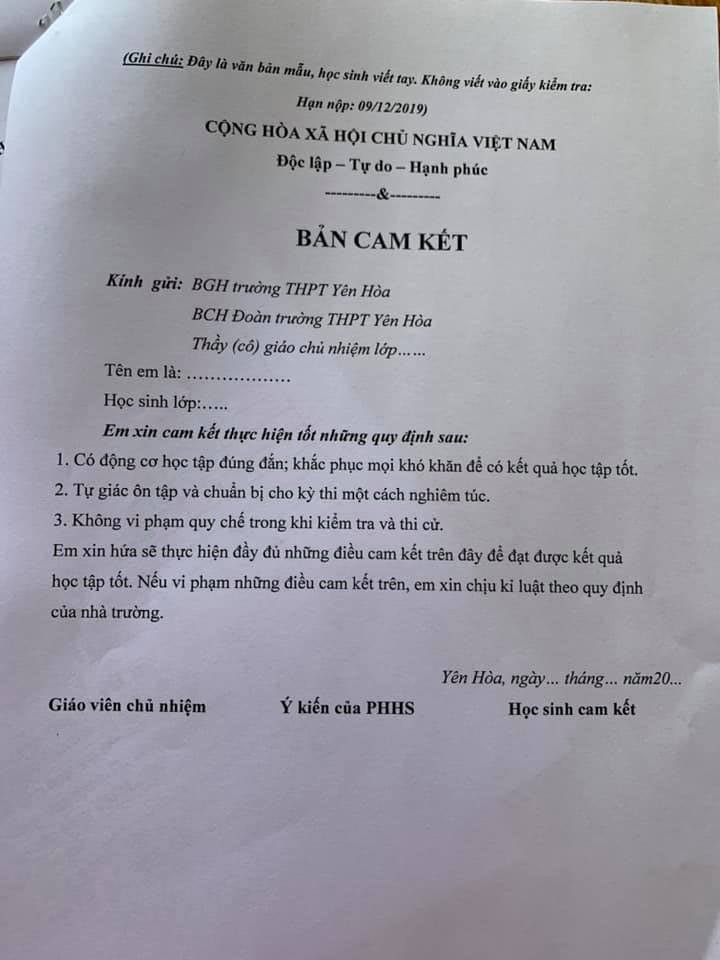 (Ghi chú: Đây là văn bản mẫu, học sinh viết tay. Không viết vào giấy kiểm tra:
Hạn nộp: 09/12/2019)
CỘNG HÒA XÃ HỘI CHỦ NGHĨA VIỆT NAM
Độc lập – Tự do – Hạnh phúc
---------&---------
BẢN CAM KẾT
Kính gửi: BGH trường THPT Yên Hòa
BCH Đoàn trường THPT Yên Hòa
Thầy (cô) giáo chủ nhiệm lớp……
Tên em là: ………………
Học sinh lớp:…..
Em xin cam kết thực hiện tốt những quy định sau:
1. Có động cơ học tập đúng đắn; khắc phục mọi khó khăn để có kết quả học tập tốt.
2. Tự giác ôn tập và chuẩn bị cho kỳ thi một cách nghiêm túc.
3. Không vi phạm quy chế trong khi kiểm tra và thi cử.
Em xin hứa sẽ thực hiện đầy đủ những điều cam kết trên đây để đạt được kết quả
học tập tốt. Nếu vi phạm những điều cam kết trên, em xin chịu kỉ luật theo quy định
của nhà trường.
Yên Hòa, ngày… tháng… năm20...
Giáo viên chủ nhiệm Ý kiến của PHHS Học sinh cam kết